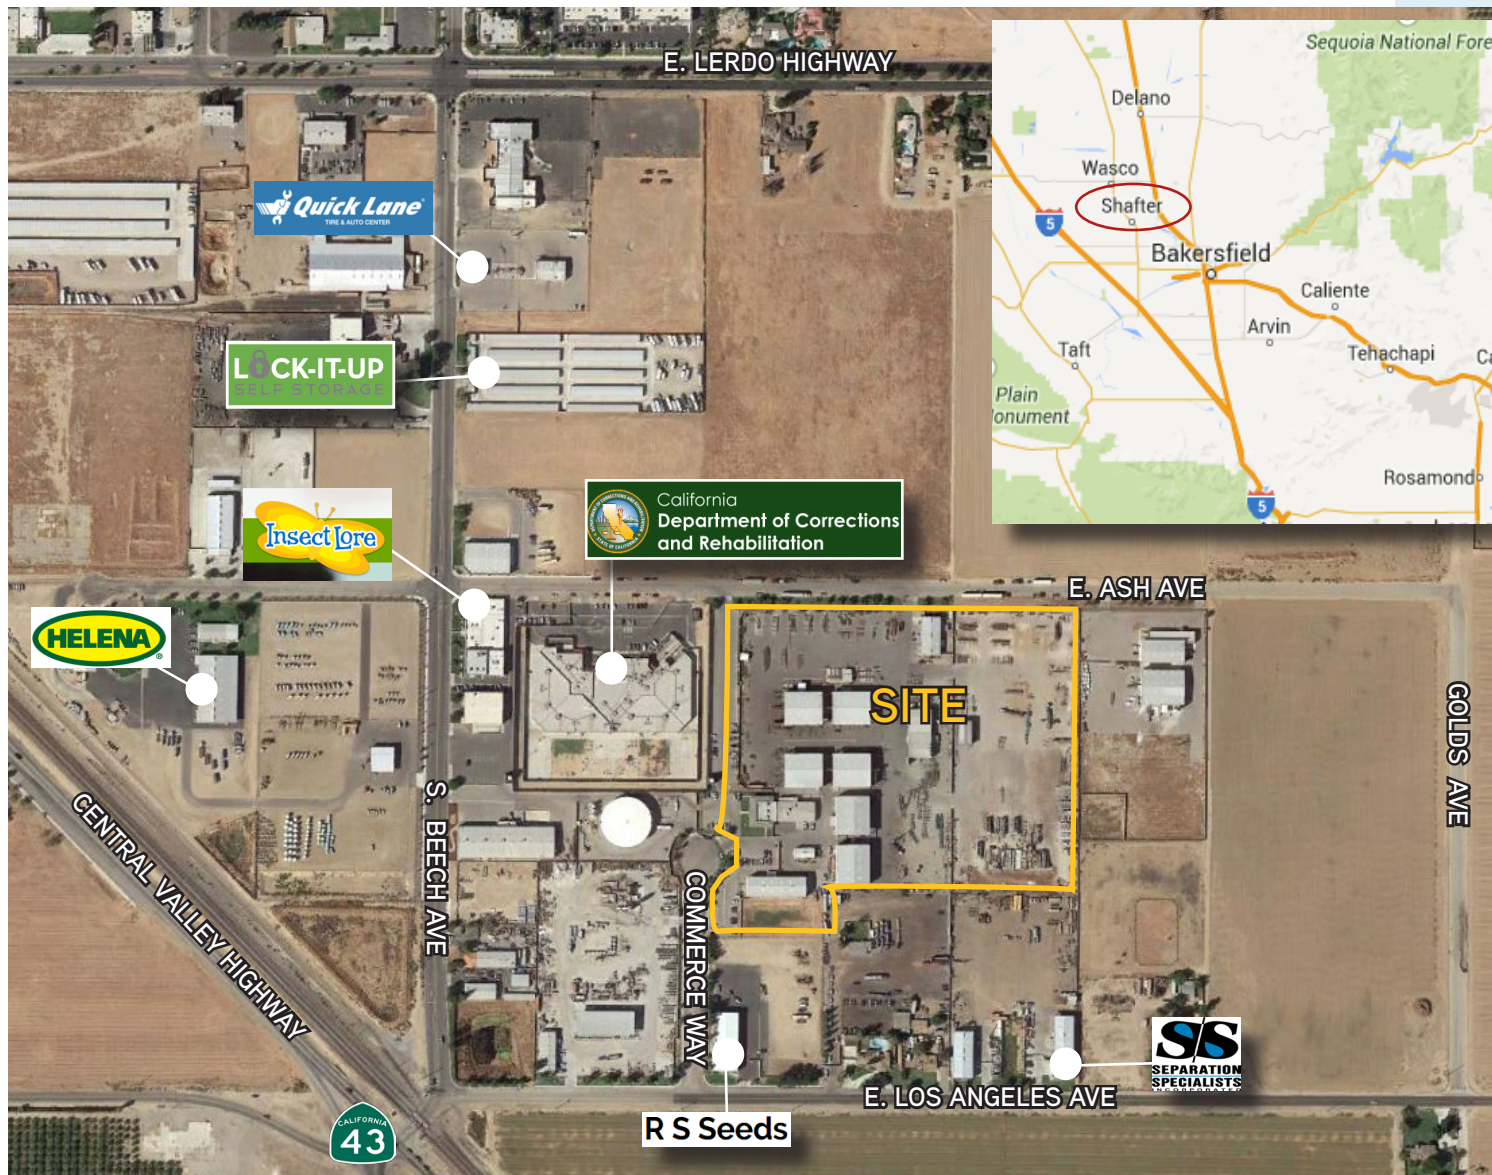 E. LERDO HIGHWAY
Sequoia National Fore
Delano
Wasco
Shafter
5
Bakersfield
Caliente
Arvin
Taft
Tehachapi
Ca
Plain
onument
Rosamond
5
Quick Lane
TIRE & AUTO CENTER
LOCK-IT-UP
SELF STORAGE
Insect Lore
California
Department of Corrections
and Rehabilitation
E. ASH AVE
HELENA
SITE
GOLDS AVE
S. BEECH AVE
CENTRAL VALLEY HIGHWAY
COMMERCE WAY
SS
SEPARATION
SPECIALISTS
INCORPORATED
E. LOS ANGELES AVE
R S Seeds
CALIFORNIA
43